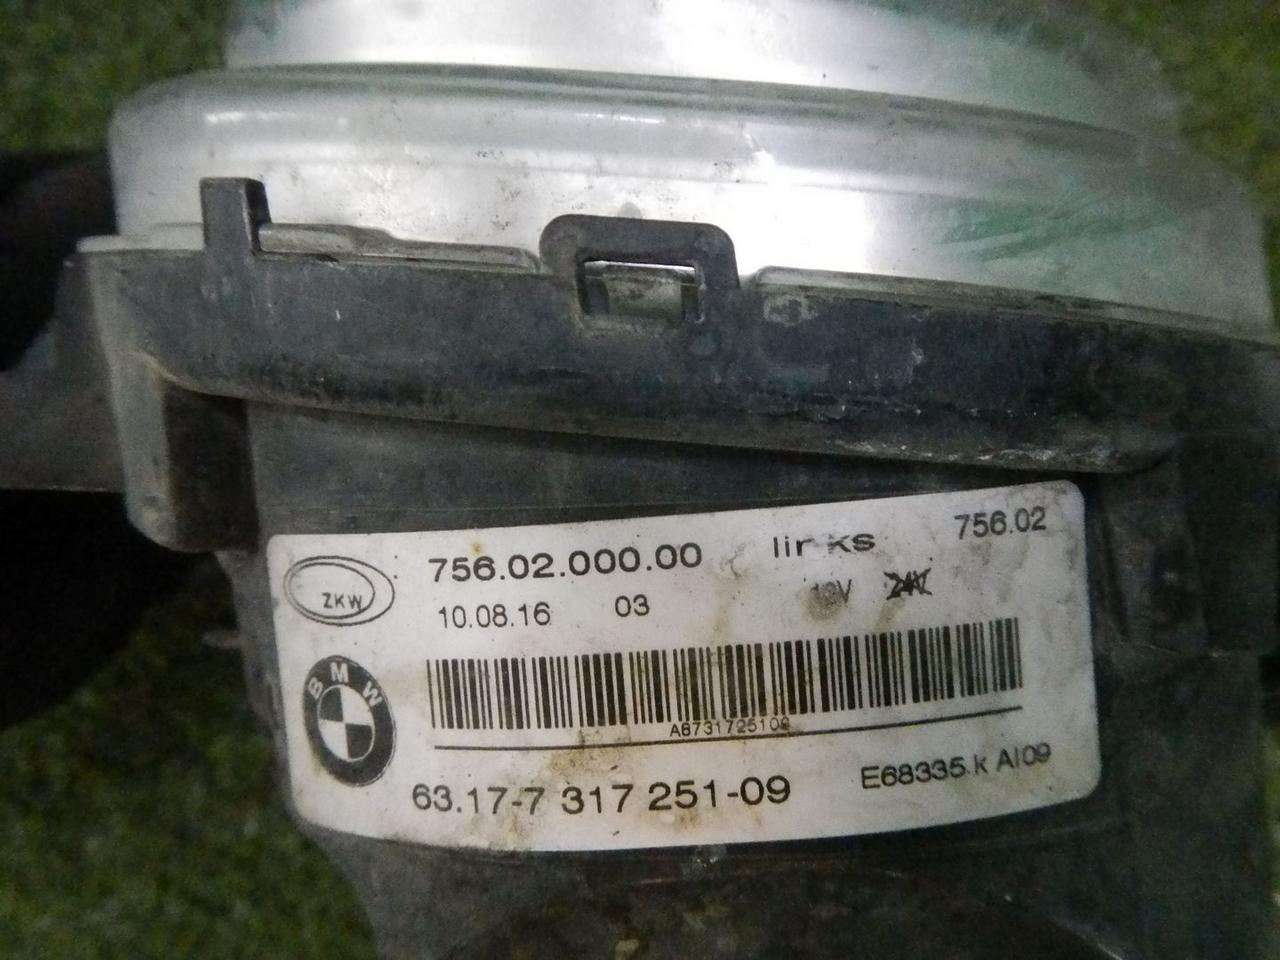 756.02.000.00 links 756.02
ZKW
10.08.16 03 12V 24V
BMW
A8731725109
63.17-7 317 251-09 E68335.k AI09